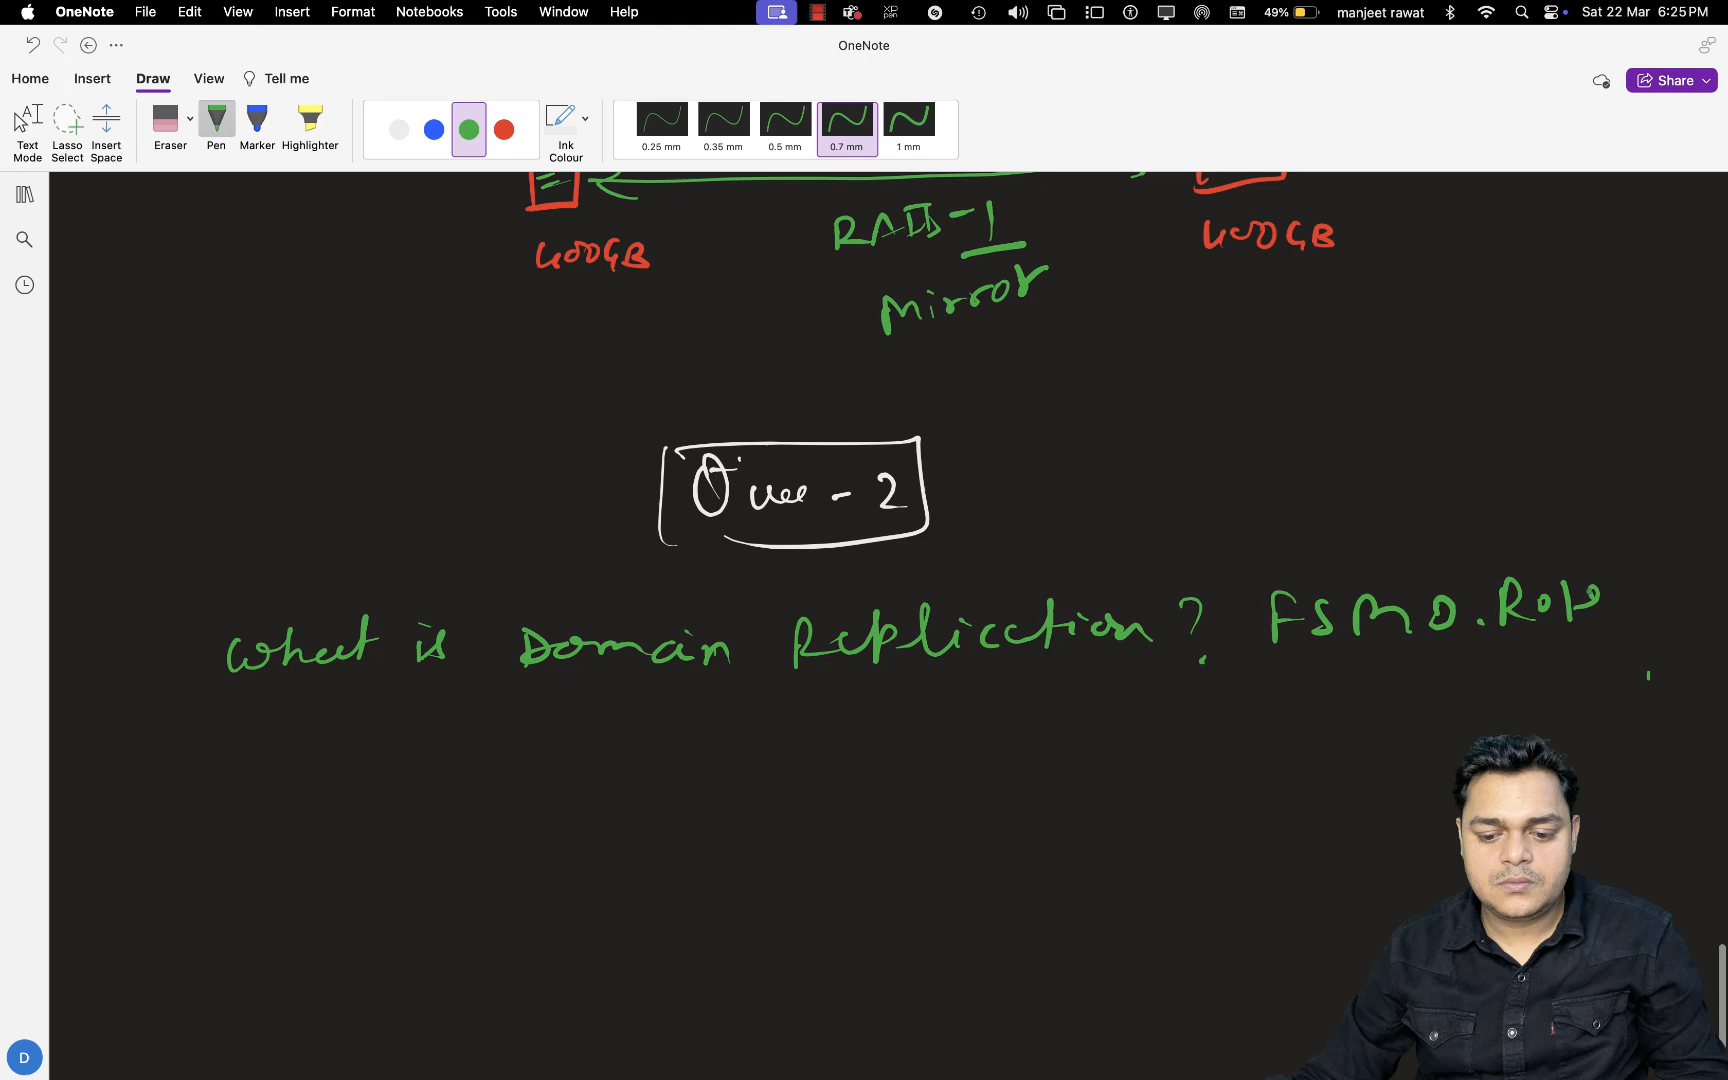 OneNote File Edit View Insert Format Notebooks Tools Window Help 49% manjeet rawat Sat 22 Mar 6:25 PM
OneNote
Home Insert Draw View Tell me Share
Text Mode Lasso Select Insert Space Eraser Pen Marker Highlighter Ink Colour 0.25 mm 0.35 mm 0.5 mm 0.7 mm 1 mm
RAID-1
400GB 400GB
Mirror
- 2
What is Domain Replication? FSMO. Role
D